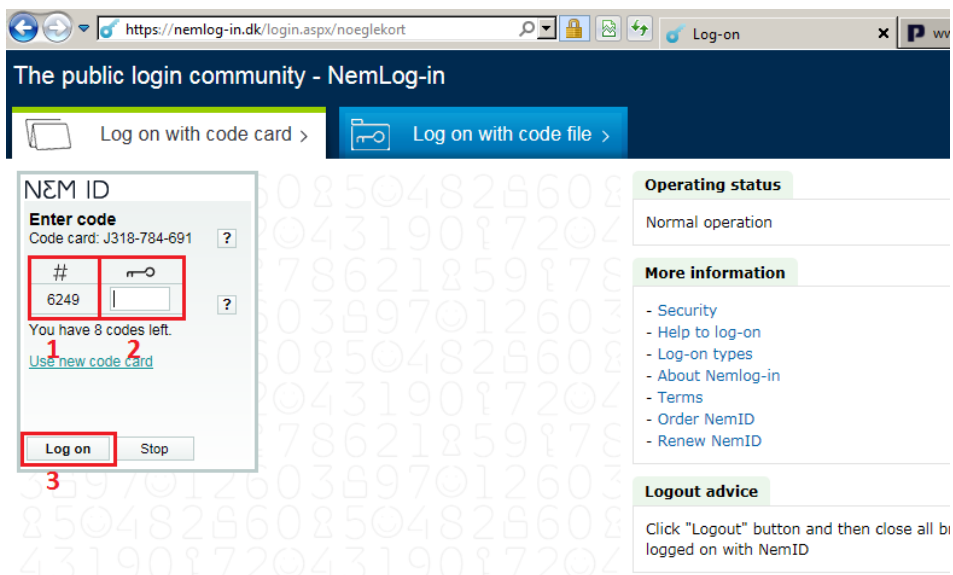 https://nemlog-in.dk/login.aspx/noeglekort
Log-on
The public login community - NemLog-in
Log on with code card >
Log on with code file >
NEM ID
Enter code
Code card: J318-784-691
?
#
6249
?
You have 8 codes left.
1
2
Use new code card
Log on
Stop
3
Operating status
Normal operation
More information
- Security
- Help to log-on
- Log-on types
- About Nemlog-in
- Terms
- Order NemID
- Renew NemID
Logout advice
Click "Logout" button and then close all
logged on with NemID